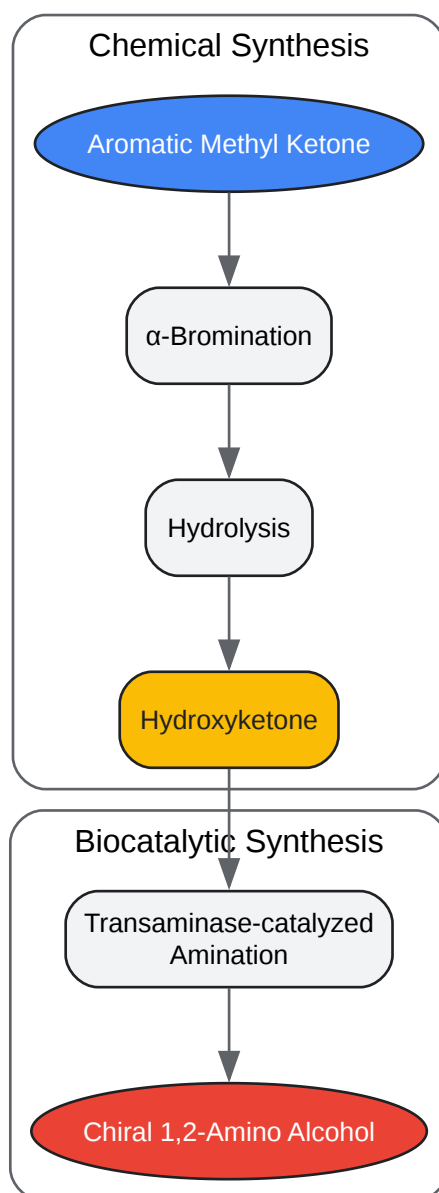 Chemical Synthesis
Aromatic Methyl Ketone
α-Bromination
Hydrolysis
Hydroxyketone
Biocatalytic Synthesis
Transaminase-catalyzed
Amination
Chiral 1,2-Amino Alcohol